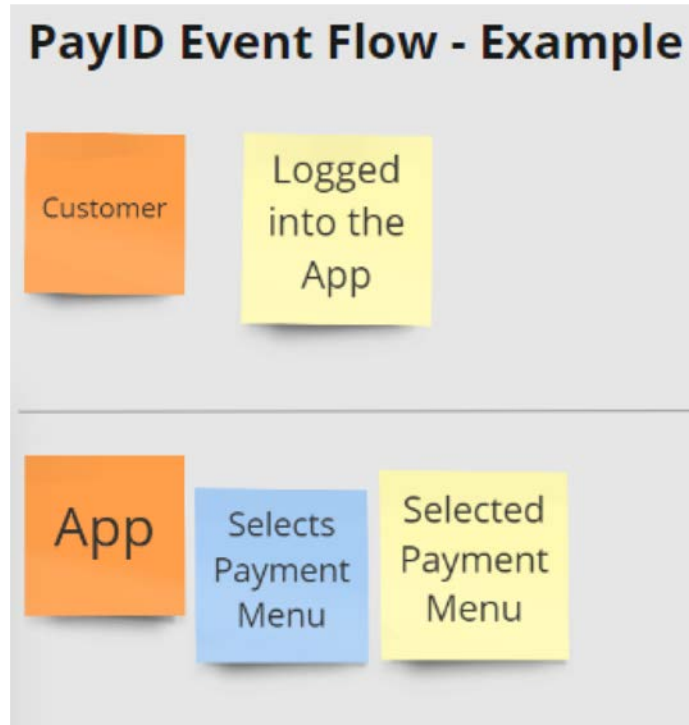 PayID Event Flow - Example
Customer
Logged
into the
App
App
Selects
Payment
Menu
Selected
Payment
Menu